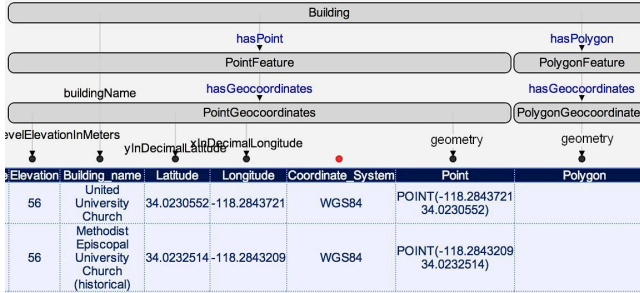 Building
hasPoint
hasPolygon
PointFeature
PolygonFeature
hasGeocoordinates
hasGeocoordinates
buildingName
PointGeocoordinates
PolygonGeocoordinate
evelElevationInMeters
yInDecimalLatitude
xInDecimalLongitude
geometry
geometry
e Elevation Building_name Latitude Longitude Coordinate_System Point Polygon
United
University
Church
56
34.0230552
-118.2843721
WGS84
POINT(-118.2843721
34.0230552)
Methodist
Episcopal
University
Church
(historical)
56
34.0232514
-118.2843209
WGS84
POINT(-118.2843209
34.0232514)